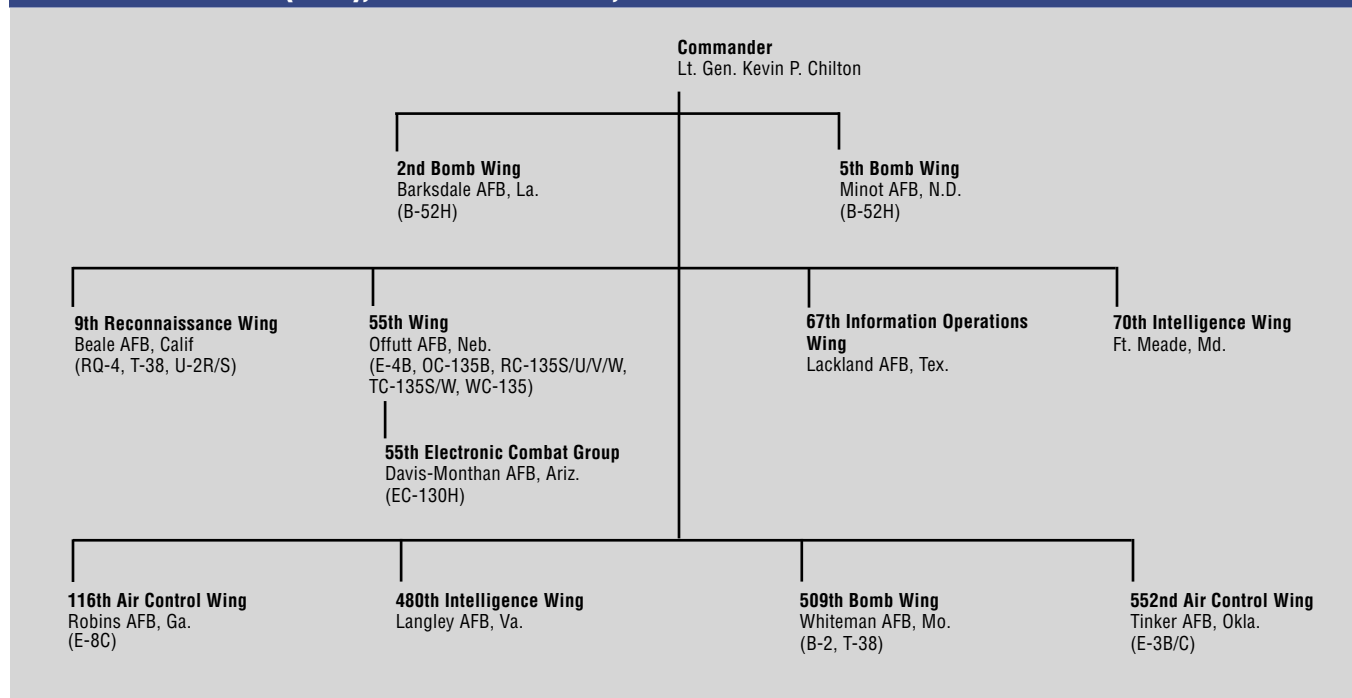 Commander
Lt. Gen. Kevin P. Chilton
2nd Bomb Wing
Barksdale AFB, La.
(B-52H)
5th Bomb Wing
Minot AFB, N.D.
(B-52H)
9th Reconnaissance Wing
Beale AFB, Calif
(RQ-4, T-38, U-2R/S)
55th Wing
Offutt AFB, Neb.
(E-4B, OC-135B, RC-135S/U/V/W,
TC-135S/W, WC-135)
55th Electronic Combat Group
Davis-Monthan AFB, Ariz.
(EC-130H)
67th Information Operations
Wing
Lackland AFB, Tex.
70th Intelligence Wing
Ft. Meade, Md.
116th Air Control Wing
Robins AFB, Ga.
(E-8C)
480th Intelligence Wing
Langley AFB, Va.
509th Bomb Wing
Whiteman AFB, Mo.
(B-2, T-38)
552nd Air Control Wing
Tinker AFB, Okla.
(E-3B/C)